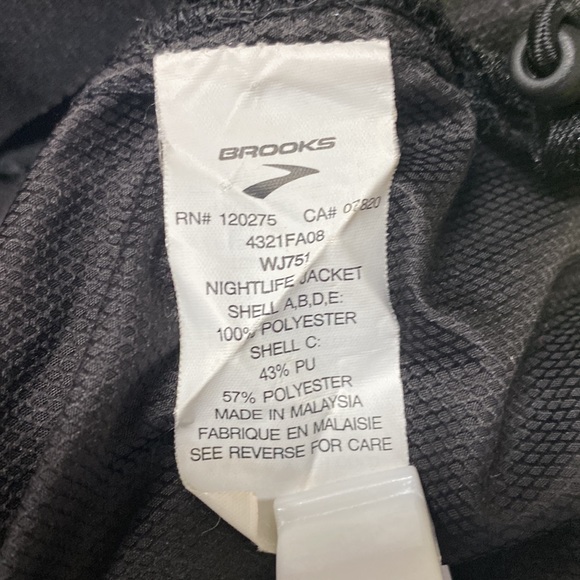 BROOKS
RN# 120275 CA# 07820
4321FA08
WJ751
NIGHTLIFE JACKET
SHELL A,B,D,E:
100% POLYESTER
SHELL C:
43% PU
57% POLYESTER
MADE IN MALAYSIA
FABRIQUE EN MALAISIE
SEE REVERSE FOR CARE